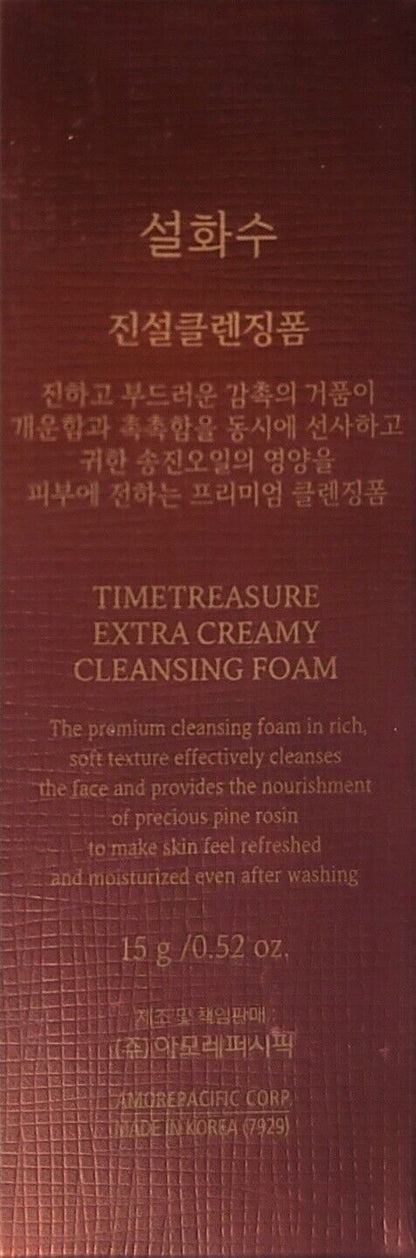 설화수
진설클렌징폼
진하고 부드러운 감촉의 거품이
개운함과 촉촉함을 동시에 선사하고
귀한 송진오일의 영양을
피부에 전하는 프리미엄 클렌징폼
TIMETREASURE
EXTRA CREAMY
CLEANSING FOAM
The premium cleansing foam in rich,
soft texture effectively cleanses
the face and provides the nourishment
of precious pine rosin
to make skin feel refreshed
and moisturized even after washing
15 g /0.52 oz.
제조 및 책임판매 :
(주)아모레퍼시픽
AMOREPACIFIC CORP.
MADE IN KOREA (7929)